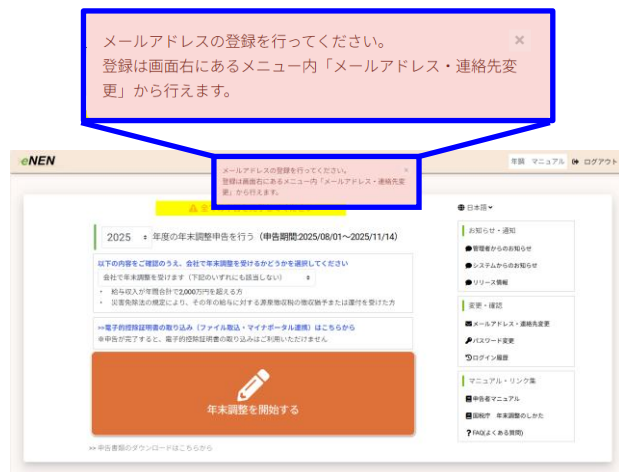 メールアドレスの登録を行ってください。
×
登録は画面右にあるメニュー内「メールアドレス・連絡先変
更」から行えます。
eNEN
年調 マニュアル
ログアウト
メールアドレスの登録を行ってください。
×
登録は画面右にあるメニュー内「メールアドレス・連絡先変
更」から行えます。
日本語
2025 年度の年末調整申告を行う（申告期間:2025/08/01～2025/11/14）
以下の内容をご確認のうえ、会社で年末調整を受けるかどうかを選択してください
会社で年末調整を受けます（下記のいずれにも該当しない）
・ 給与収入が年間合計で2,000万円を超える方
・ 災害免除法の規定により、その年の給与に対する源泉徴収税の徴収猶予または還付を受けた方
»電子的控除証明書の取り込み（ファイル取込・マイナポータル連携）はこちらから
※申告が完了すると、電子的控除証明書の取り込みはご利用いただけません
年末調整を開始する
>> 申告書類のダウンロードはこちらから
お知らせ・通知
管理者からのお知らせ
システムからのお知らせ
リリース情報
変更・確認
メールアドレス・連絡先変更
パスワード変更
ログイン履歴
マニュアル・リンク集
申告者マニュアル
国税庁 年末調整のしかた
FAQ(よくある質問)